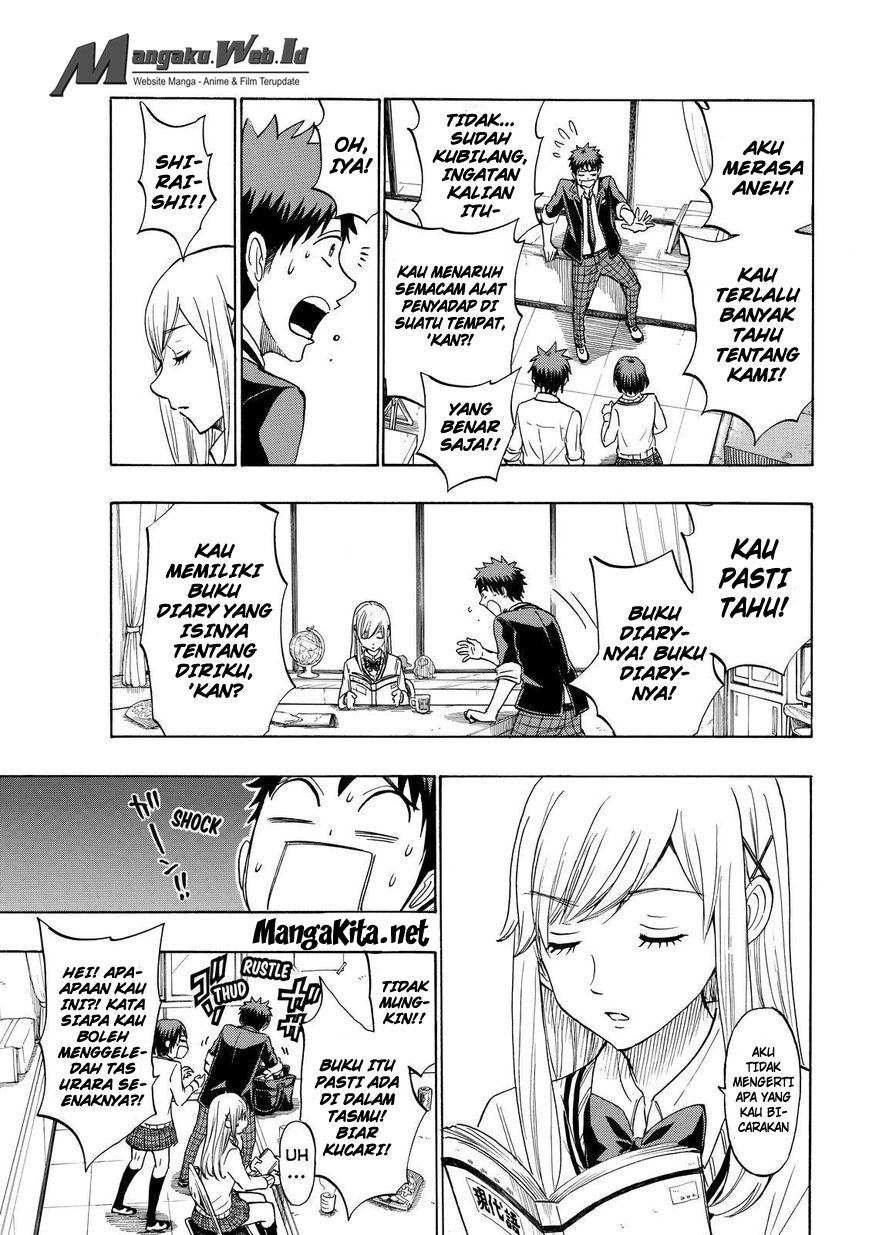 Mangaku.Web.Id
Website Manga - Anime & Film Terupdate
AKU
MERASA
ANEH!
KAU
TERLALU
BANYAK
TAHU
TENTANG
KAMI!
TIDAK...
SUDAH
KUBILANG,
INGATAN
KALIAN
ITU-
KAU MENARUH
SEMACAM ALAT
PENYADAP DI
SUATU TEMPAT,
'KAN?!
YANG
BENAR
SAJA!!
OH,
IYA!
SHI-
RAI-
SHI!!
KAU
PASTI
TAHU!
BUKU
DIARY-
NYA! BUKU
DIARY-
NYA!
KAU
MEMILIKI
BUKU
DIARY YANG
ISINYA
TENTANG
DIRIKU,
'KAN?
AKU
TIDAK
MENGERTI
APA YANG
KAU BI-
CARAKAN
現代語
SHOCK
ガーン!!
MangaKita.net
TIDAK
MUNG-
KIN!!
BUKU ITU
PASTI ADA
DI DALAM
TASMU!
BIAR
KUCARI!
RUSTLE
THUD
UH
...
HEI! APA-
APAAN KAU
INI?! KATA
SIAPA KAU
BOLEH
MENGGELE-
DAH TAS
URARA SE-
ENAKNYA?!